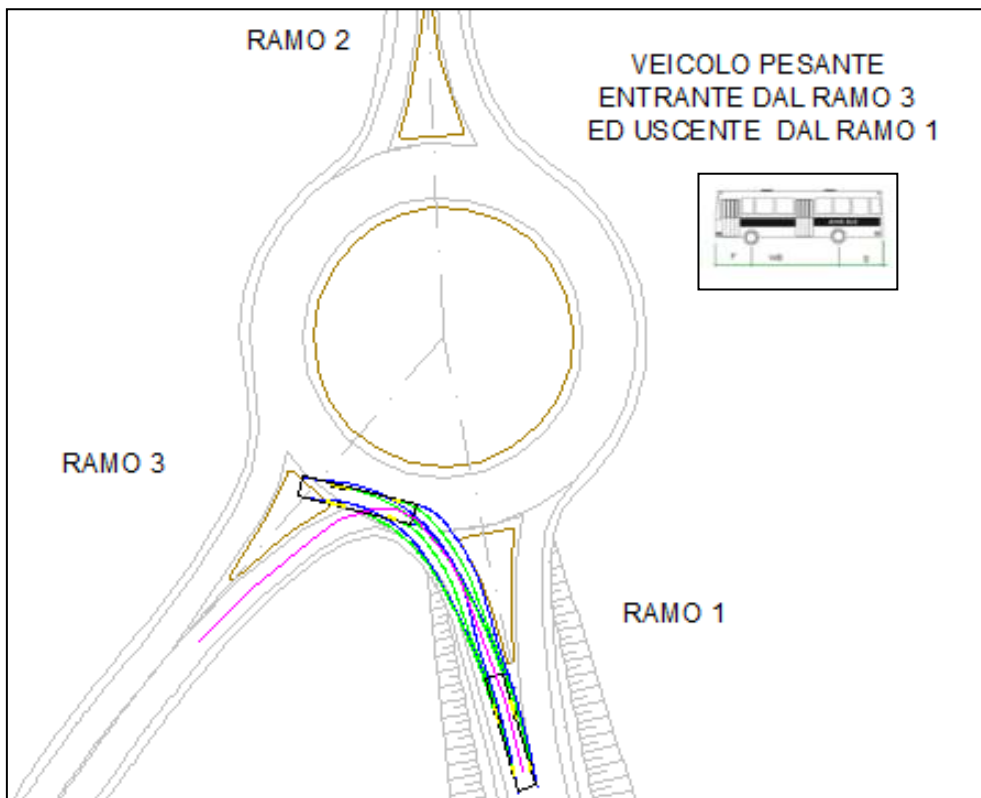 RAMO 2
VEICOLO PESANTE
ENTRANTE DAL RAMO 3
ED USCENTE DAL RAMO 1
RAMO 3
RAMO 1